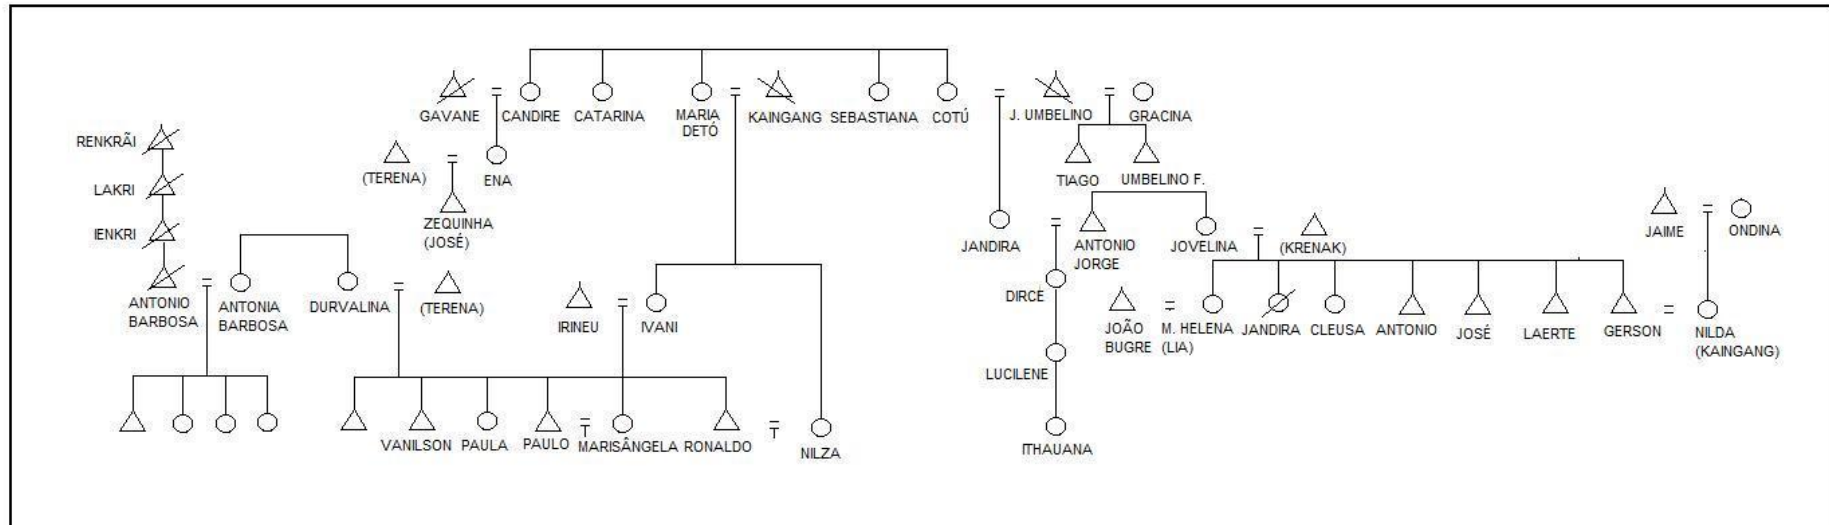 GAVANE CANDIRE CATARINA MARIA DETÓ KAINGANG SEBASTIANA COTÚ J. UMBELINO GRACINA
RENKRÃI
(TERENA) ENA TIAGO UMBELINO F.
LAKRI
ZEQUINHA (JOSÉ)
IENKRI
JANDIRA ANTONIO JORGE JOVELINA (KRENAK) JAIME ONDINA
ANTONIO BARBOSA ANTONIA BARBOSA DURVALINA (TERENA) IRINEU IVANI DIRCE
JOÃO BUGRE M. HELENA (LIA) JANDIRA CLEUSA ANTONIO JOSÉ LAERTE GERSON NILDA (KAINGANG)
LUCILENE
VANILSON PAULA PAULO MARISÂNGELA RONALDO NILZA ITHAUANA